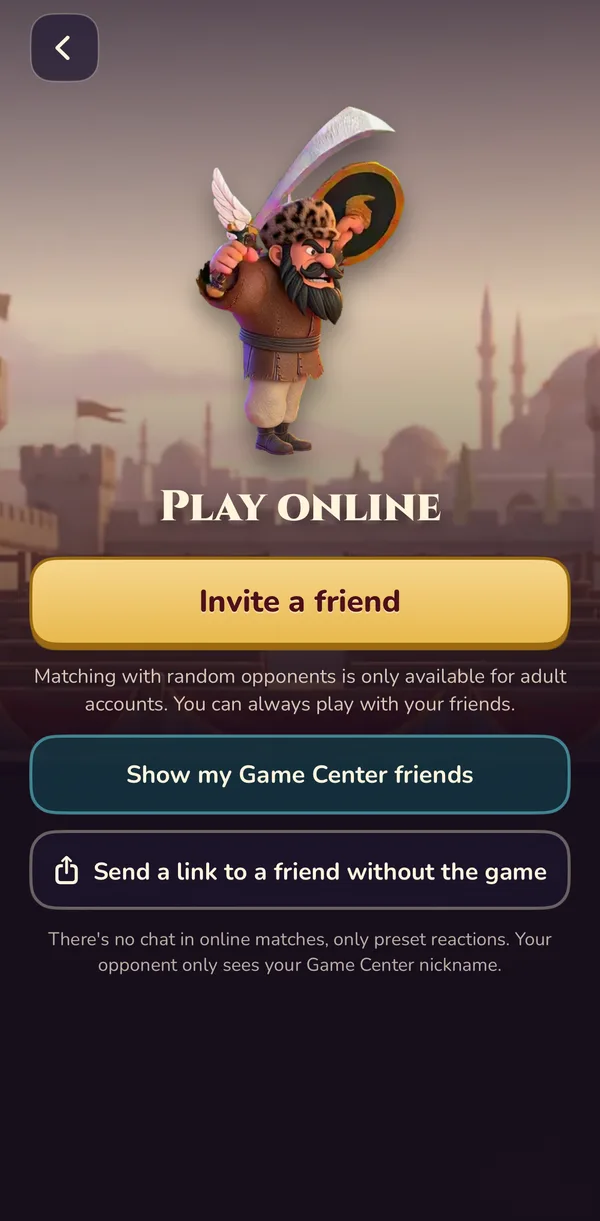 Play online
Invite a friend
Matching with random opponents is only available for adult
accounts. You can always play with your friends.
Show my Game Center friends
Send a link to a friend without the game
There's no chat in online matches, only preset reactions. Your
opponent only sees your Game Center nickname.